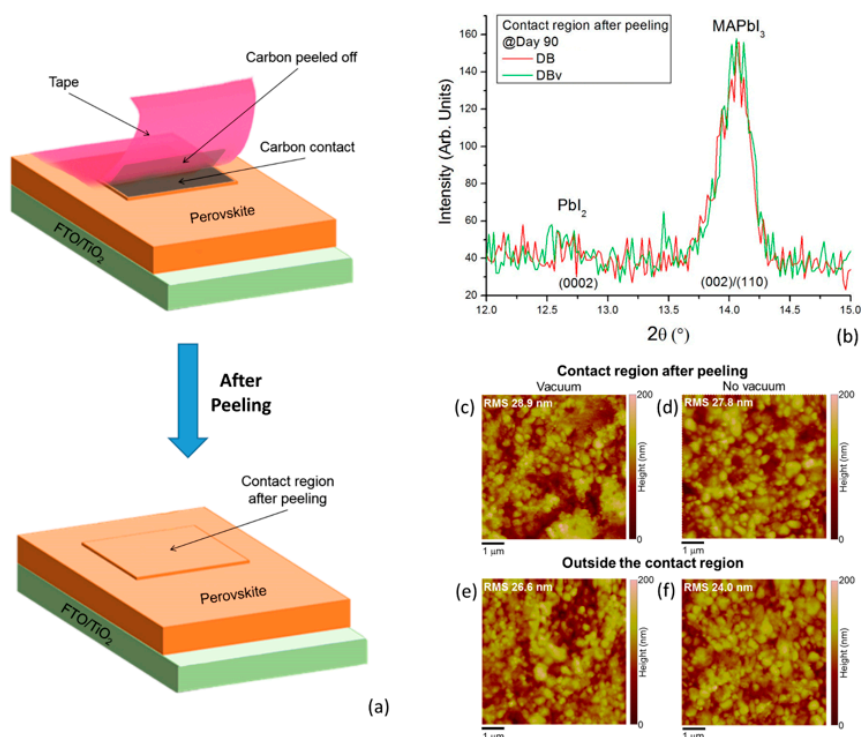 Tape
Carbon peeled off
Carbon contact
Perovskite
FTO/TiO₂
After
Peeling
Contact region
after peeling
Perovskite
FTO/TiO₂
(a)
Contact region after peeling
@Day 90
DB
DBv
MAPbI₃
PbI₂
(0002)
(002)/(110)
Intensity (Arb. Units)
160
140
120
100
80
60
40
20
12.0 12.5 13.0 13.5 14.0 14.5 15.0
2θ (°)
(b)
Contact region after peeling
Vacuum
No vacuum
(c)
RMS 28.9 nm
200
Height (nm)
0
1 μm
(d)
RMS 27.8 nm
200
Height (nm)
0
1 μm
Outside the contact region
(e)
RMS 26.6 nm
200
Height (nm)
0
1 μm
(f)
RMS 24.0 nm
200
Height (nm)
0
1 μm